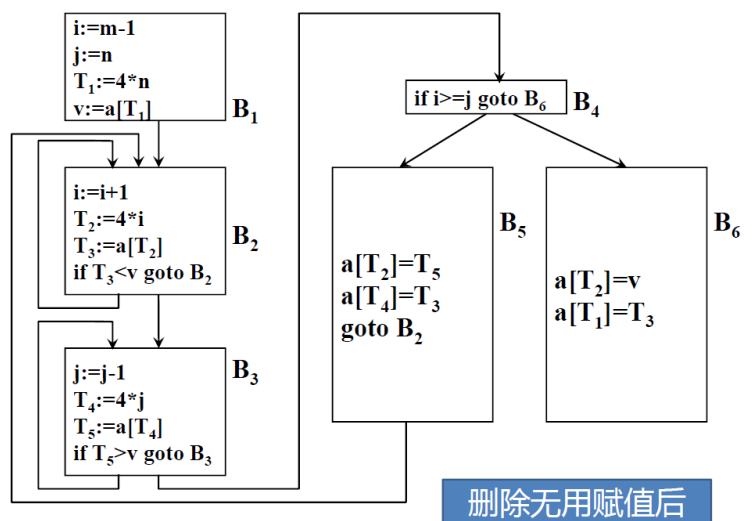 i:=m-1
j:=n
T₁:=4*n
v:=a[T₁]
B₁
i:=i+1
T₂:=4*i
T₃:=a[T₂]
if T₃<v goto B₂
B₂
j:=j-1
T₄:=4*j
T₅:=a[T₄]
if T₅>v goto B₃
B₃
if i>=j goto B₆
B₄
a[T₂]=T₅
a[T₄]=T₃
goto B₂
B₅
a[T₂]=v
a[T₁]=T₃
B₆
删除无用赋值后